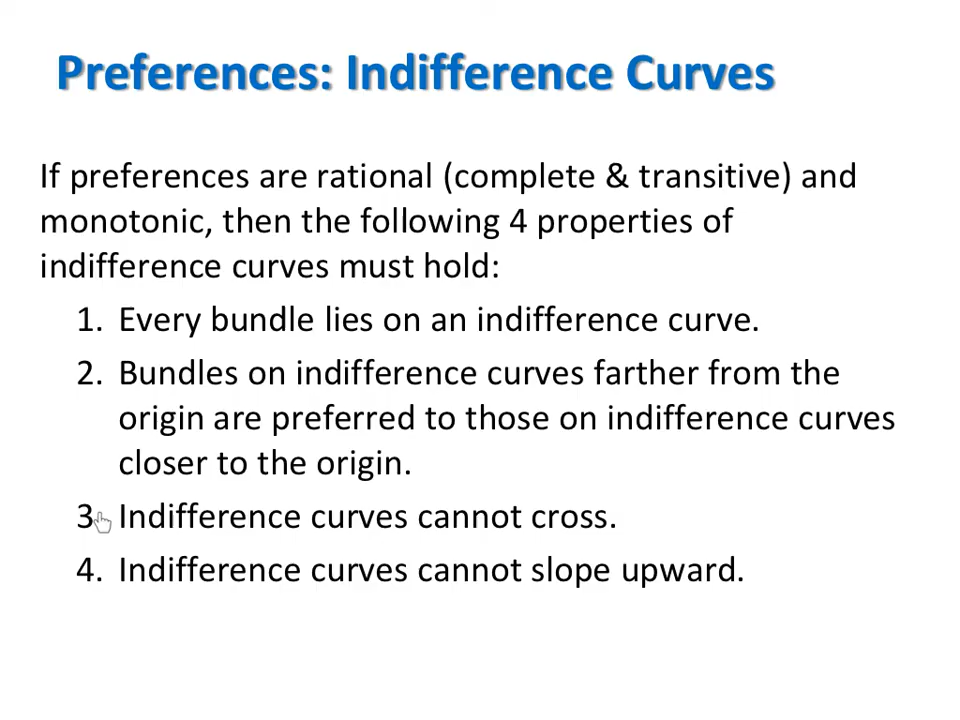 Preferences: Indifference Curves
If preferences are rational (complete & transitive) and
monotonic, then the following 4 properties of
indifference curves must hold:
1. Every bundle lies on an indifference curve.
2. Bundles on indifference curves farther from the
origin are preferred to those on indifference curves
closer to the origin.
3. Indifference curves cannot cross.
4. Indifference curves cannot slope upward.